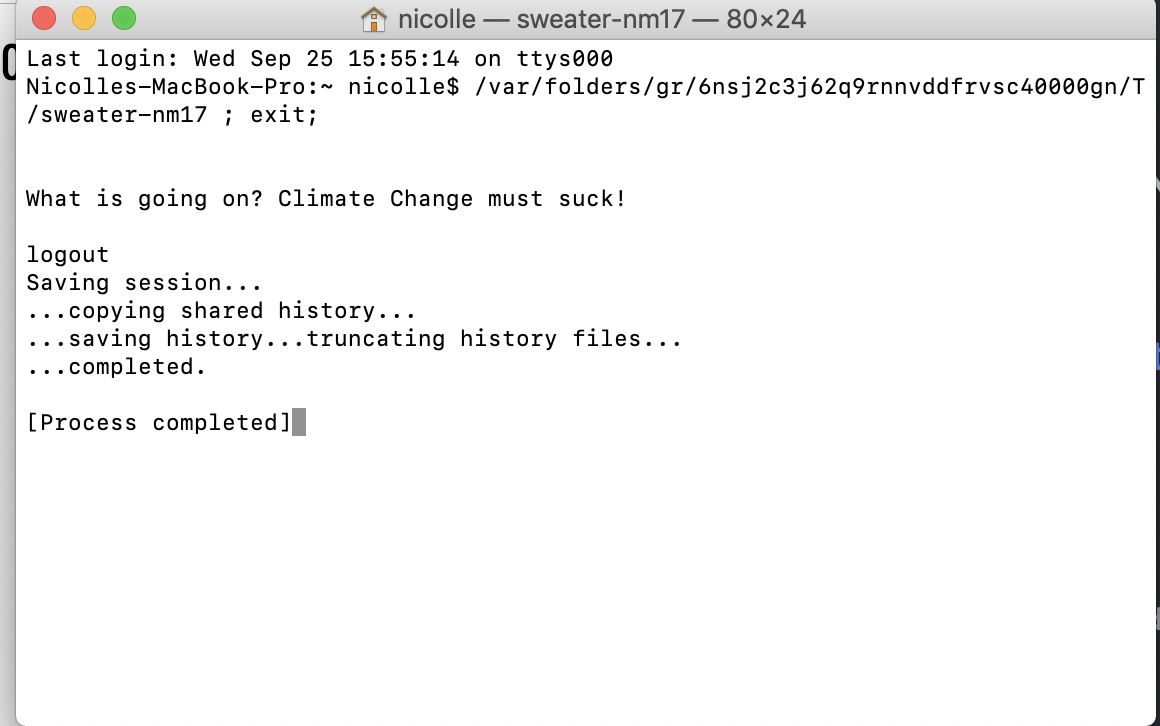 nicolle — sweater-nm17 — 80×24
Last login: Wed Sep 25 15:55:14 on ttys000
Nicolles-MacBook-Pro:~ nicolle$ /var/folders/gr/6nsj2c3j62q9rnnvddfrvsc40000gn/T
/sweater-nm17 ; exit;
What is going on? Climate Change must suck!
logout
Saving session...
...copying shared history...
...saving history...truncating history files...
...completed.
[Process completed]